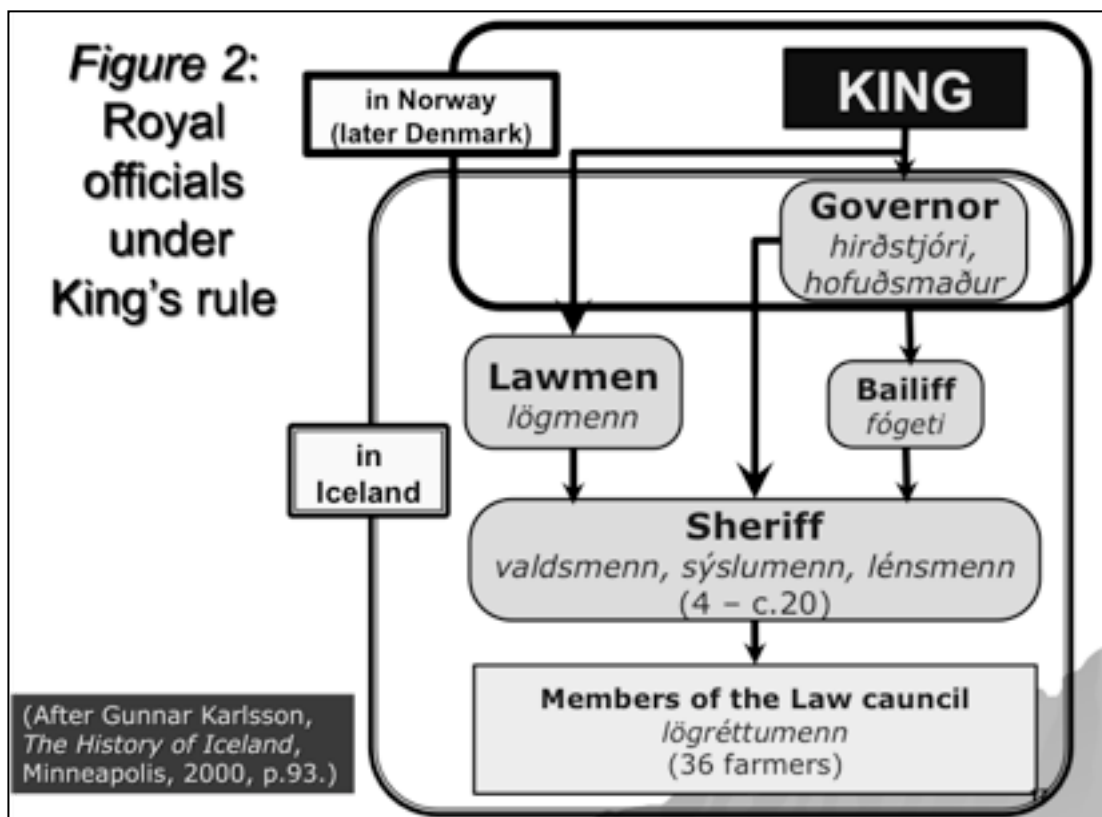 Figure 2:
Royal
officials
under
King's rule
in Norway
(later Denmark)
KING
Governor
hirðstjóri,
hofuðsmaður
Lawmen
lögmenn
Bailiff
fógeti
in
Iceland
Sheriff
valdsmenn, sýslumenn, lénsmenn
(4 – c.20)
Members of the Law cauncil
lögréttumenn
(36 farmers)
(After Gunnar Karlsson,
The History of Iceland,
Minneapolis, 2000, p.93.)